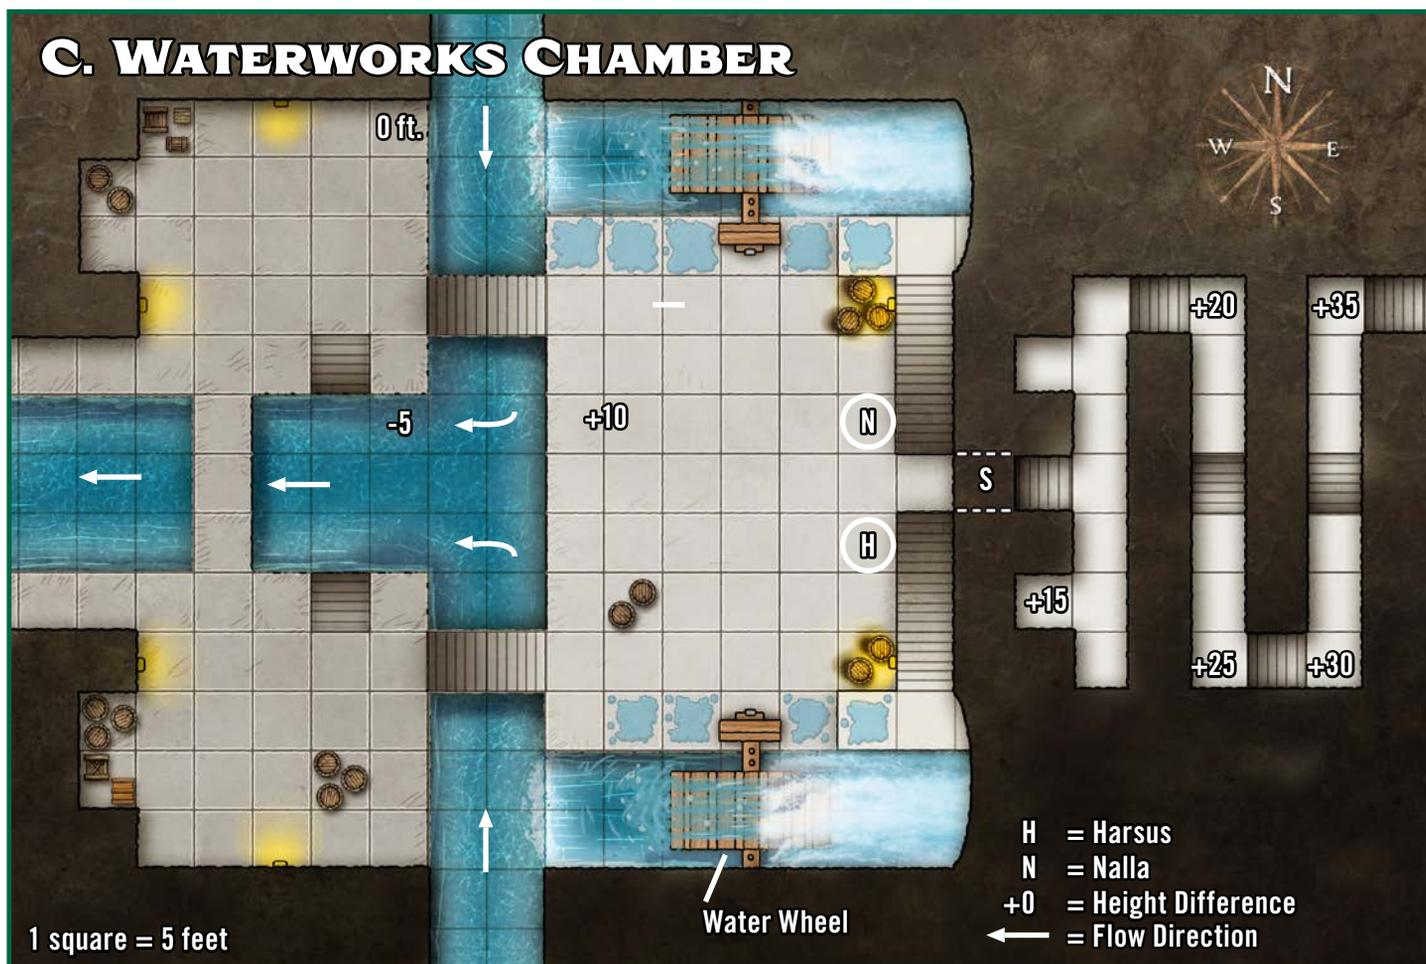 C. Waterworks Chamber
N
W E
S
0 ft.
+20 +35
-5 +10 N
S
H
+15
+25 +30
Water Wheel
H = Harsus
N = Nalla
+0 = Height Difference
= Flow Direction
1 square = 5 feet